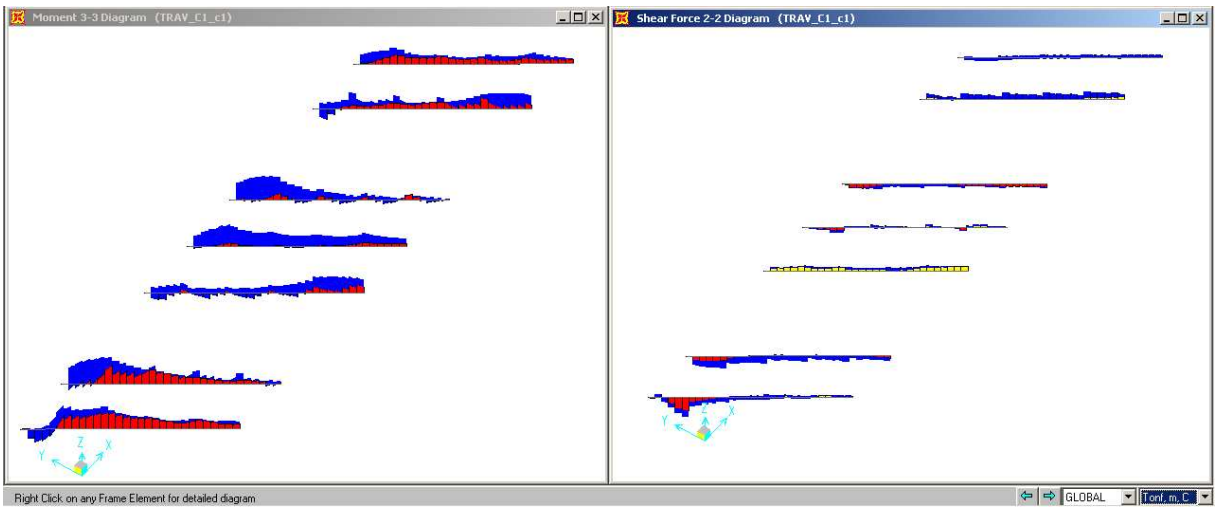 Moment 3-3 Diagram (TRAV_C1_c1)
Shear Force 2-2 Diagram (TRAV_C1_c1)
Y
Z
X
Y
Z
X
Right Click on any Frame Element for detailed diagram
GLOBAL
Tonf, m, C